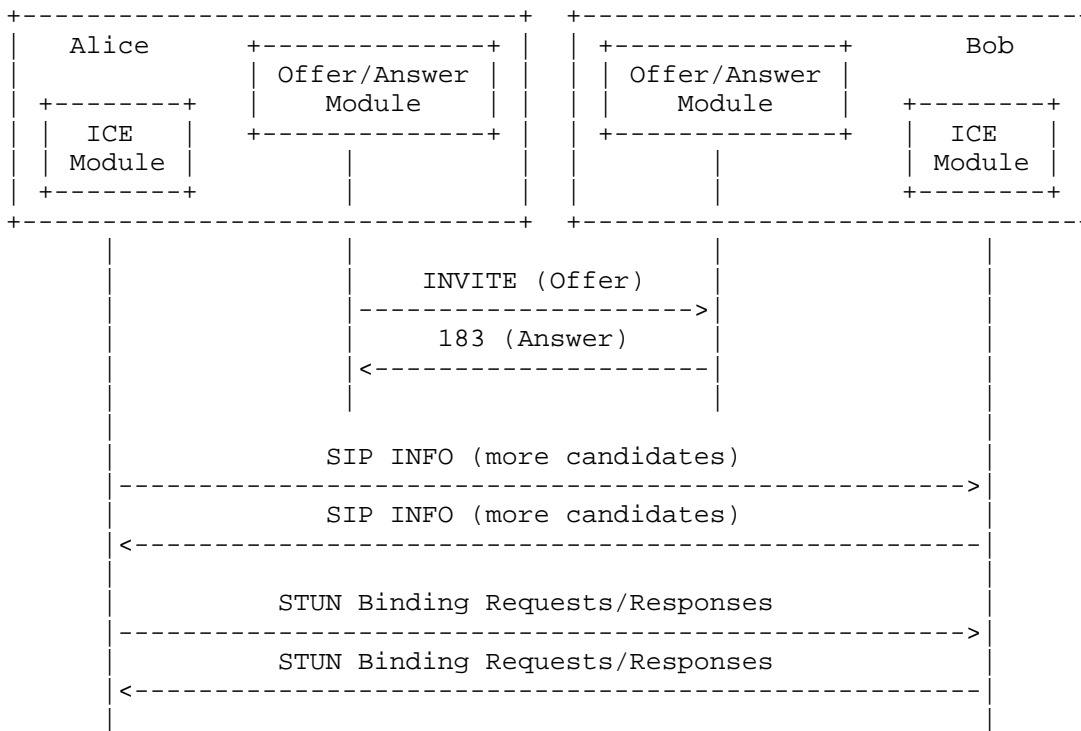 Alice Bob
Offer/Answer Offer/Answer
Module Module
ICE ICE
Module Module
INVITE (Offer)
183 (Answer)
SIP INFO (more candidates)
SIP INFO (more candidates)
STUN Binding Requests/Responses
STUN Binding Requests/Responses